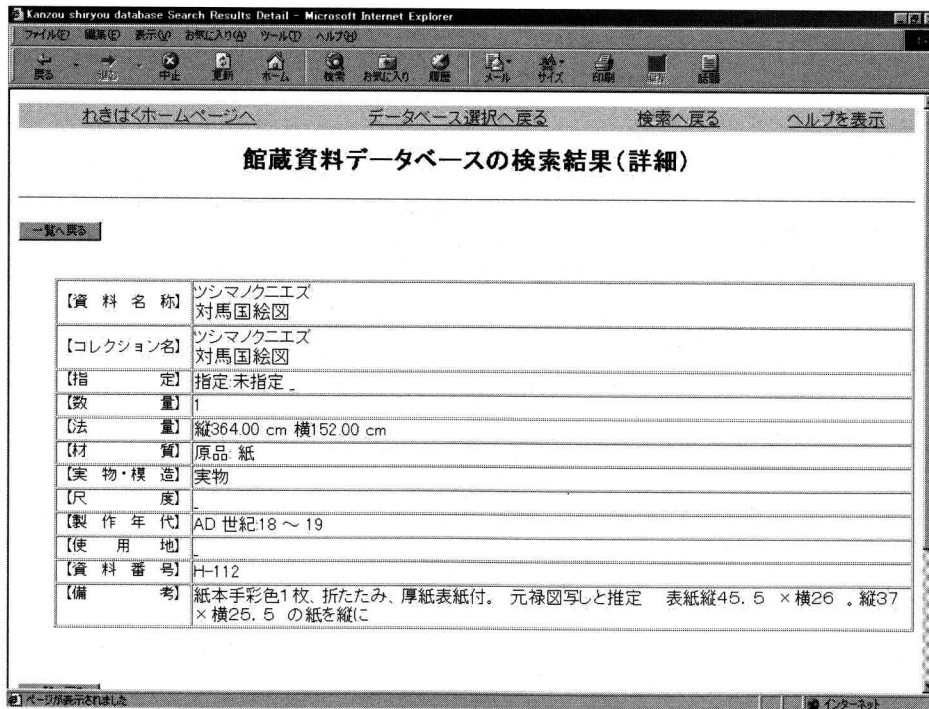 Kanzou shiryou database Search Results Detail - Microsoft Internet Explorer
ファイル(F) 編集(E) 表示(V) お気に入り(A) ツール(T) ヘルプ(H)
戻る 中止 更新 ホーム 検索 お気に入り 履歴 メール サイズ 印刷 話題
れきはくホームページへ データベース選択へ戻る 検索へ戻る ヘルプを表示
館蔵資料データベースの検索結果(詳細)
一覧へ戻る
【資料名称】 ツシマノクニエズ
対馬国絵図
【コレクション名】 ツシマノクニエズ
対馬国絵図
【指定】 指定:未指定 _
【数量】 1
【法量】 縦364.00 cm 横152.00 cm
【材質】 原品: 紙
【実物・模造】 実物
【尺度】 _
【製作年代】 AD 世紀:18 ~ 19
【使用地】 _
【資料番号】 H-112
【備考】 紙本手彩色1枚、折たたみ、厚紙表紙付。 元禄図写しと推定 表紙縦45.5 ×横26 。縦37
×横25.5 の紙を縦に
ページが表示されました インターネット